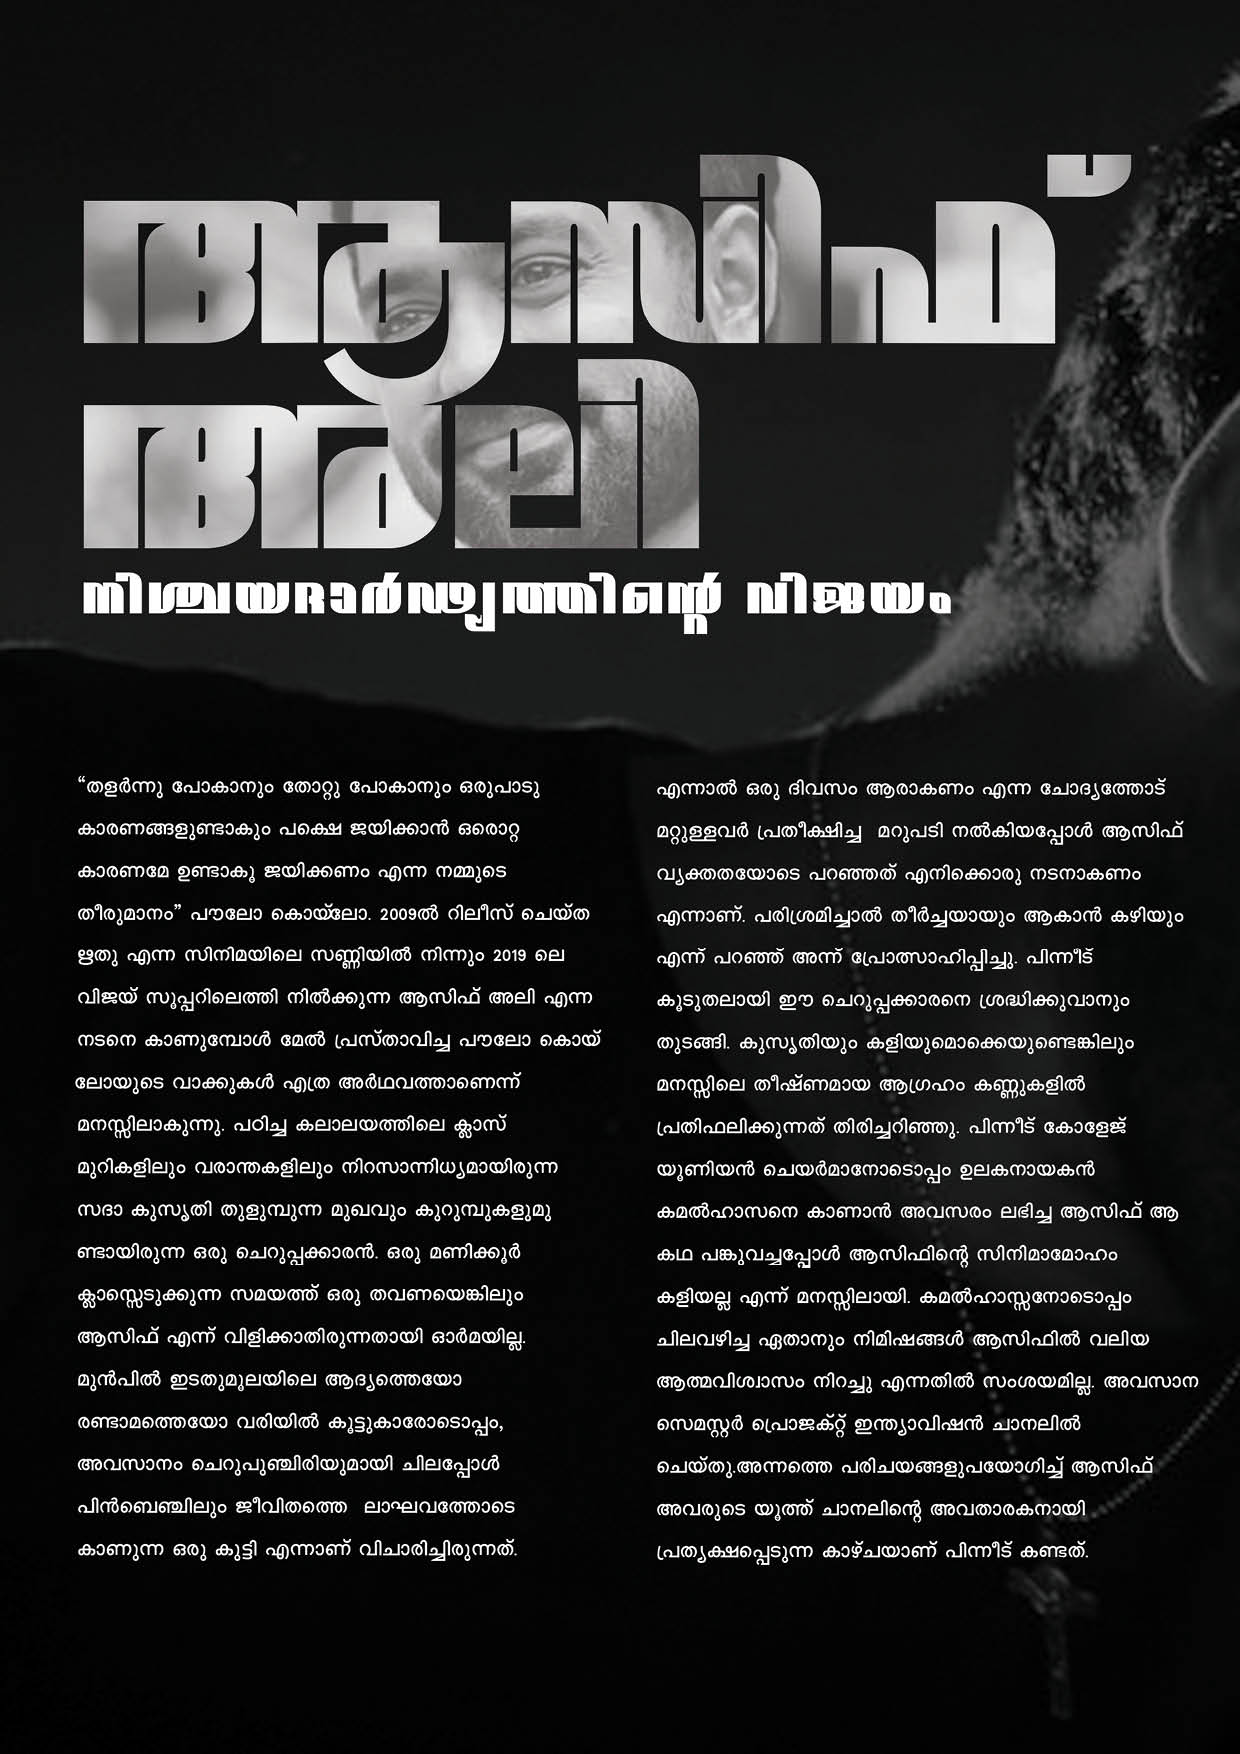 ആസിഫ്
അലി
നിശ്ചയദാർഢ്യത്തിന്റെ വിജയം
“തളർന്നു പോകാനും തോറ്റു പോകാനും ഒരുപാടു
കാരണങ്ങളുണ്ടാകും പക്ഷെ ജയിക്കാൻ ഒരൊറ്റ
കാരണമേ ഉണ്ടാകൂ ജയിക്കണം എന്ന നമ്മുടെ
തീരുമാനം” പൗലോ കൊയ്ലോ. 2009ൽ റിലീസ് ചെയ്ത
ഋതു എന്ന സിനിമയിലെ സണ്ണിയിൽ നിന്നും 2019 ലെ
വിജയ് സൂപ്പറിലെത്തി നിൽക്കുന്ന ആസിഫ് അലി എന്ന
നടനെ കാണുമ്പോൾ മേൽ പ്രസ്താവിച്ച പൗലോ കൊയ്
ലോയുടെ വാക്കുകൾ എത്ര അർഥവത്താണെന്ന്
മനസ്സിലാകുന്നു. പഠിച്ച കലാലയത്തിലെ ക്ലാസ്
മുറികളിലും വരാന്തകളിലും നിറസാന്നിധ്യമായിരുന്ന
സദാ കുസൃതി തുളുമ്പുന്ന മുഖവും കുറുമ്പുകളുമു
ണ്ടായിരുന്ന ഒരു ചെറുപ്പക്കാരൻ. ഒരു മണിക്കൂർ
ക്ലാസ്സെടുക്കുന്ന സമയത്ത് ഒരു തവണയെങ്കിലും
ആസിഫ് എന്ന് വിളിക്കാതിരുന്നതായി ഓർമയില്ല.
മുൻപിൽ ഇടതുമൂലയിലെ ആദ്യത്തെയോ
രണ്ടാമത്തെയോ വരിയിൽ കൂട്ടുകാരോടൊപ്പം,
അവസാനം ചെറുപുഞ്ചിരിയുമായി ചിലപ്പോൾ
പിൻബെഞ്ചിലും ജീവിതത്തെ ലാഘവത്തോടെ
കാണുന്ന ഒരു കുട്ടി എന്നാണ് വിചാരിച്ചിരുന്നത്.
എന്നാൽ ഒരു ദിവസം ആരാകണം എന്ന ചോദ്യത്തോട്
മറ്റുള്ളവർ പ്രതീക്ഷിച്ച മറുപടി നൽകിയപ്പോൾ ആസിഫ്
വ്യക്തതയോടെ പറഞ്ഞത് എനിക്കൊരു നടനാകണം
എന്നാണ്. പരിശ്രമിച്ചാൽ തീർച്ചയായും ആകാൻ കഴിയും
എന്ന് പറഞ്ഞ് അന്ന് പ്രോത്സാഹിപ്പിച്ചു. പിന്നീട്
കൂടുതലായി ഈ ചെറുപ്പക്കാരനെ ശ്രദ്ധിക്കുവാനും
തുടങ്ങി. കുസൃതിയും കളിയുമൊക്കെയുണ്ടെങ്കിലും
മനസ്സിലെ തീഷ്ണമായ ആഗ്രഹം കണ്ണുകളിൽ
പ്രതിഫലിക്കുന്നത് തിരിച്ചറിഞ്ഞു. പിന്നീട് കോളേജ്
യൂണിയൻ ചെയർമാനോടൊപ്പം ഉലകനായകൻ
കമൽഹാസനെ കാണാൻ അവസരം ലഭിച്ച ആസിഫ് ആ
കഥ പങ്കുവച്ചപ്പോൾ ആസിഫിന്റെ സിനിമാമോഹം
കളിയല്ല എന്ന് മനസ്സിലായി. കമൽഹാസ്സനോടൊപ്പം
ചിലവഴിച്ച ഏതാനും നിമിഷങ്ങൾ ആസിഫിൽ വലിയ
ആത്മവിശ്വാസം നിറച്ചു എന്നതിൽ സംശയമില്ല. അവസാന
സെമസ്റ്റർ പ്രൊജക്റ്റ് ഇന്ത്യാവിഷൻ ചാനലിൽ
ചെയ്തു.അന്നത്തെ പരിചയങ്ങളുപയോഗിച്ച് ആസിഫ്
അവരുടെ യൂത്ത് ചാനലിന്റെ അവതാരകനായി
പ്രത്യക്ഷപ്പെടുന്ന കാഴ്ചയാണ് പിന്നീട് കണ്ടത്.